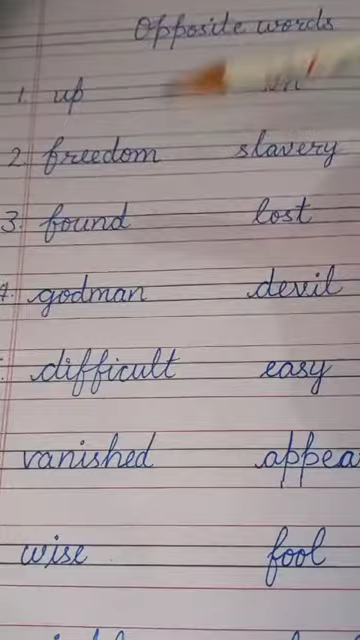 Opposite words
1. up
2. freedom slavery
3. found lost
4. godman devil
difficult easy
vanished appea
wise fool